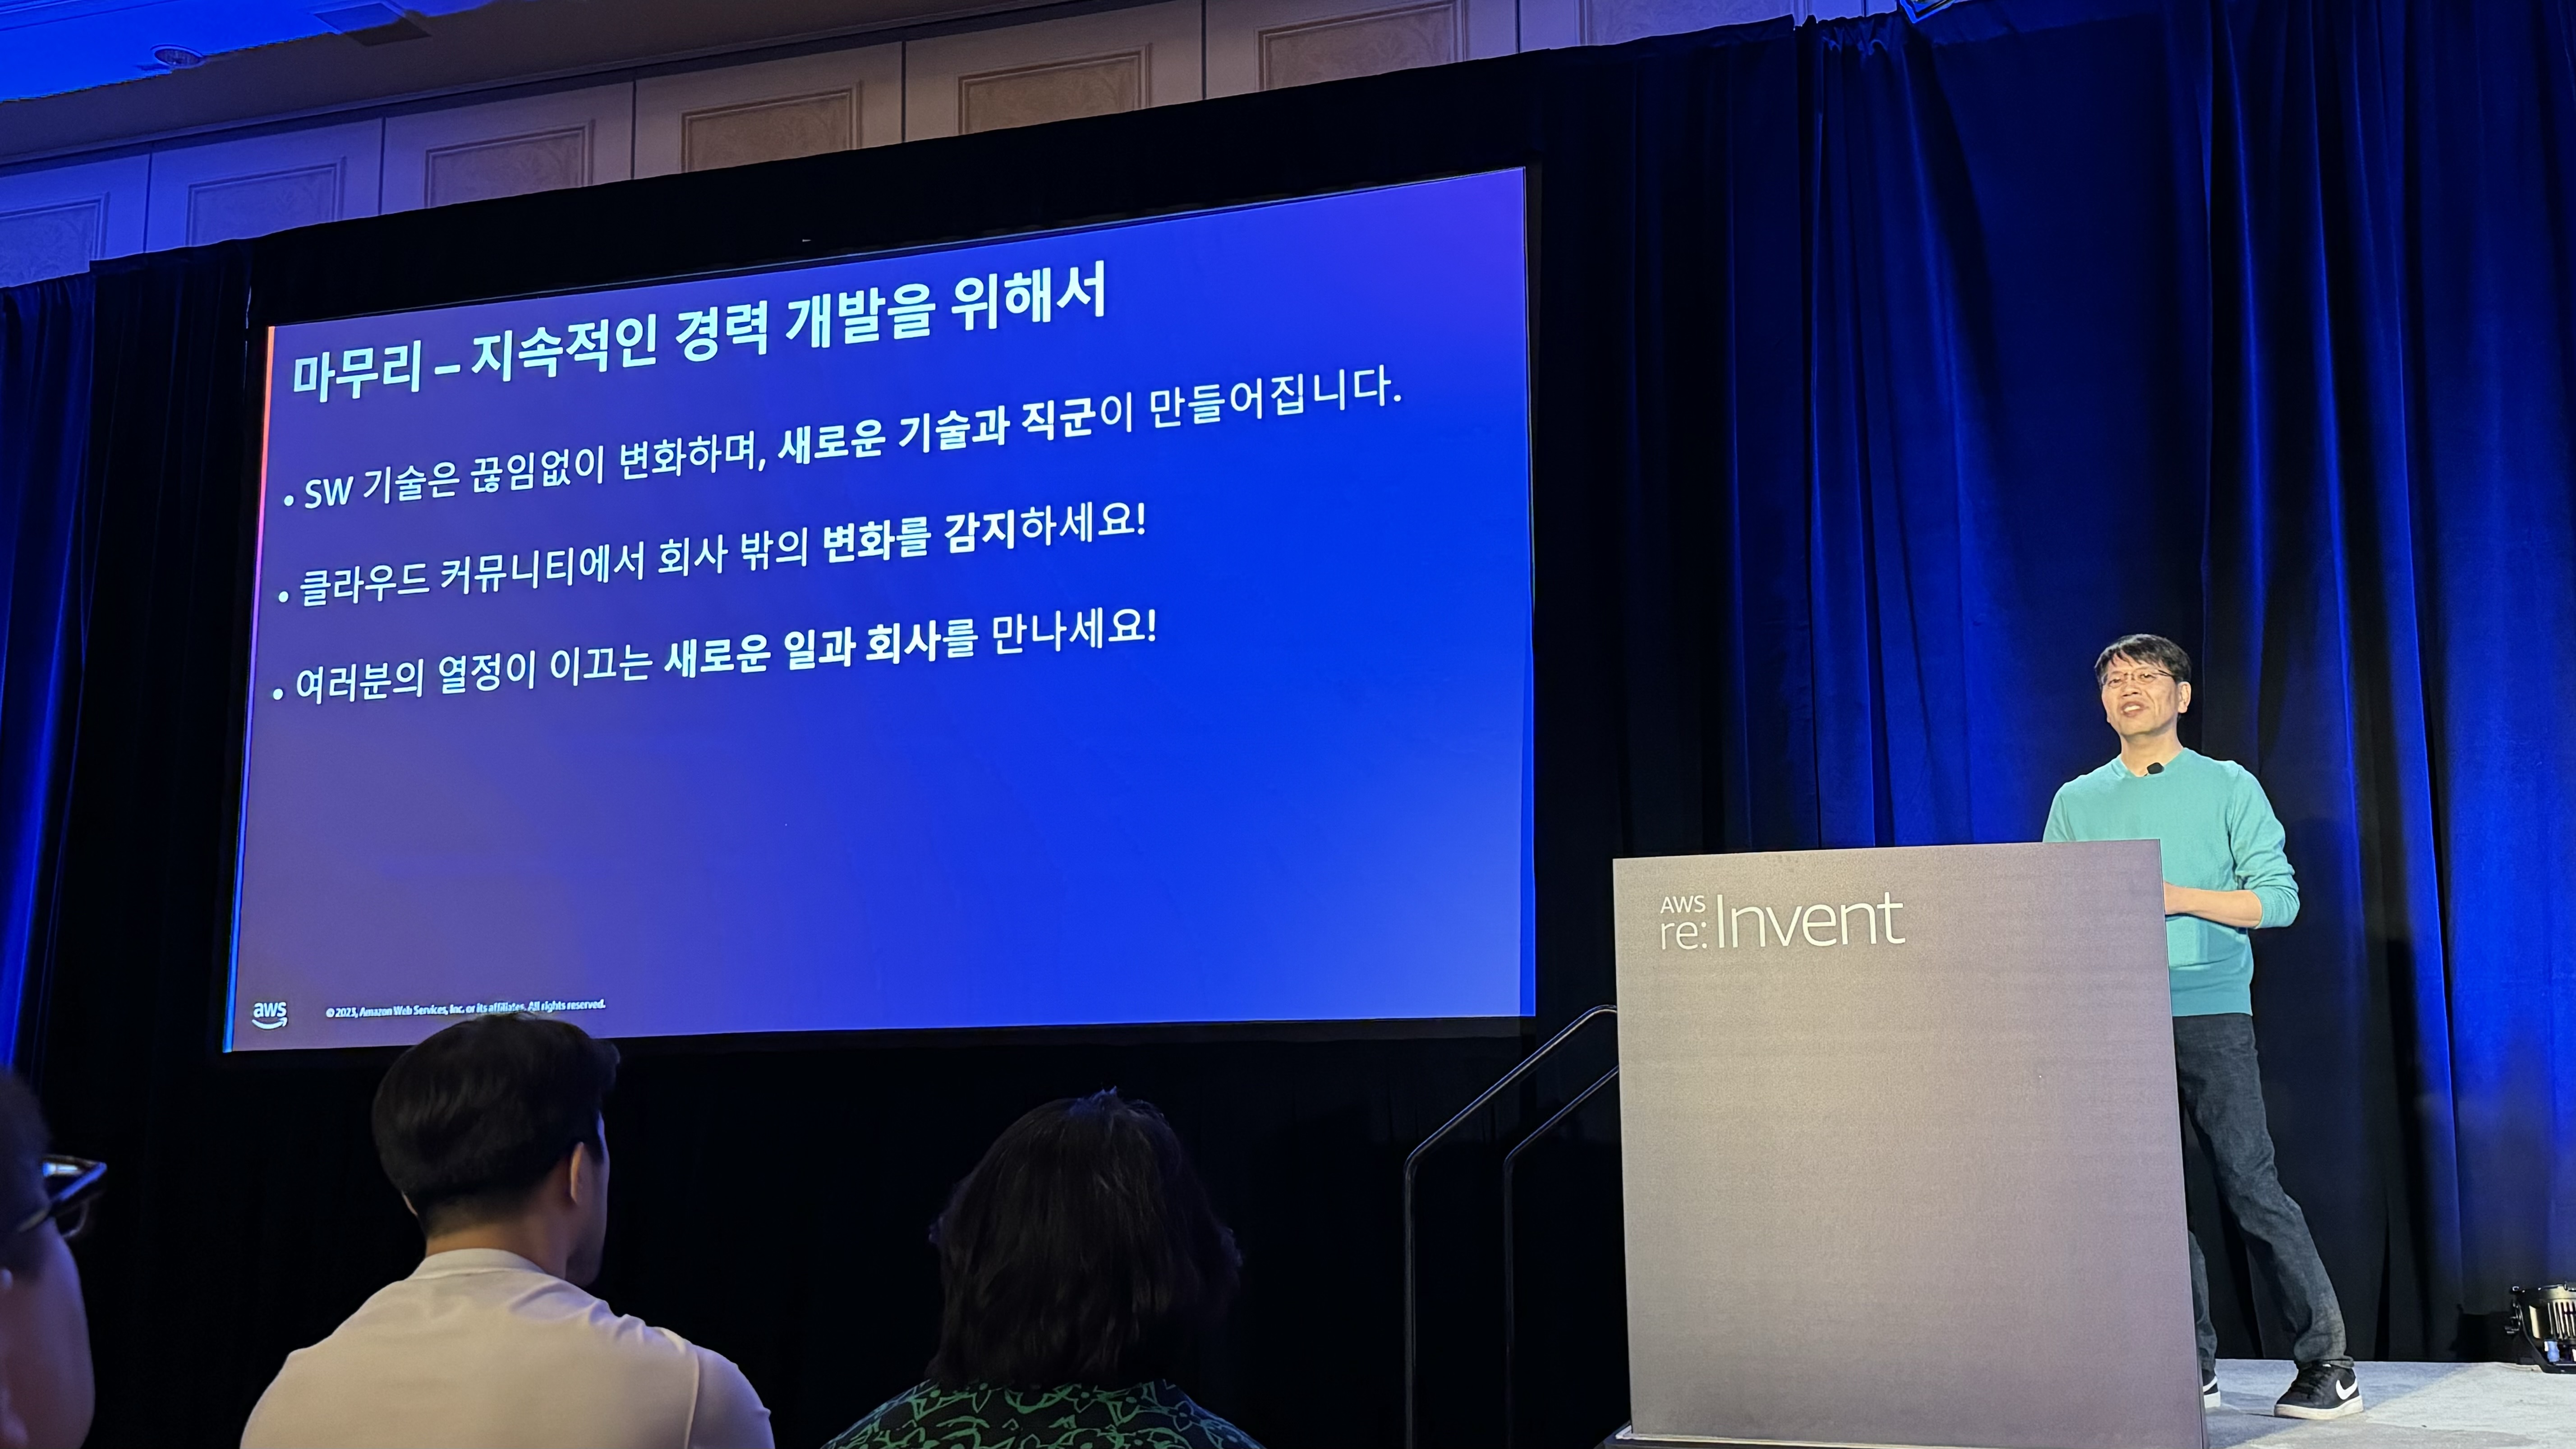 마무리 – 지속적인 경력 개발을 위해서
• SW 기술은 끊임없이 변화하며, 새로운 기술과 직군이 만들어집니다.
• 클라우드 커뮤니티에서 회사 밖의 변화를 감지하세요!
• 여러분의 열정이 이끄는 새로운 일과 회사를 만나세요!
aws
© 2023, Amazon Web Services, Inc. or its affiliates. All rights reserved.
AWS
re:Invent